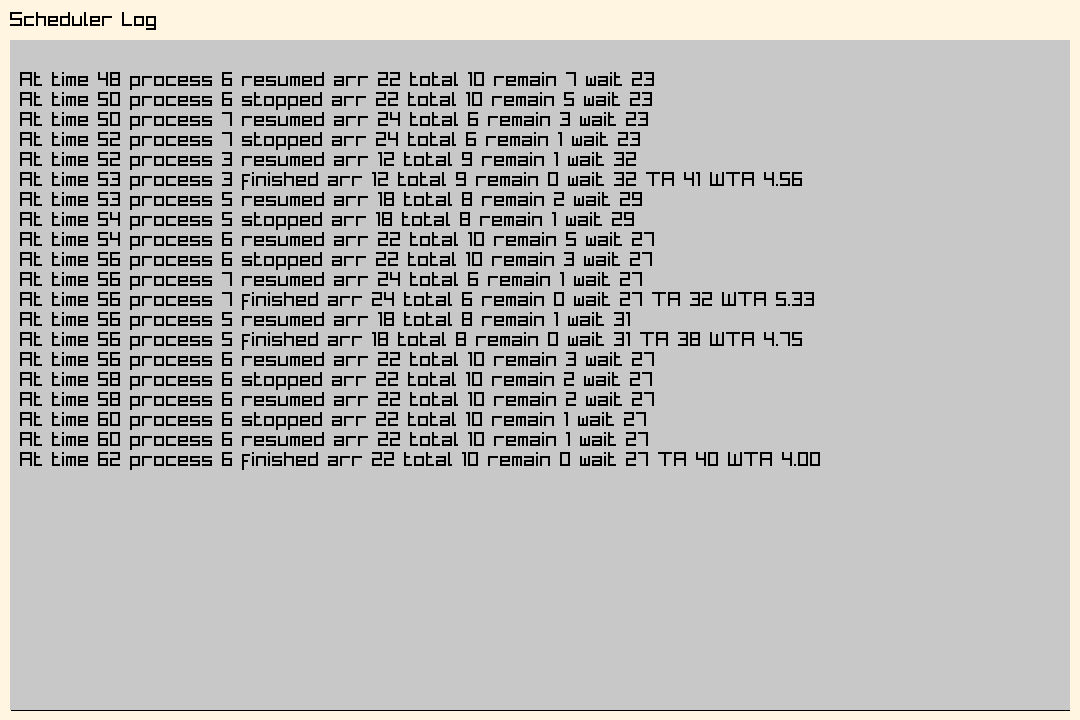 Scheduler Log
At time 48 process 6 resumed arr 22 total 10 remain 7 wait 23
At time 50 process 6 stopped arr 22 total 10 remain 5 wait 23
At time 50 process 7 resumed arr 24 total 6 remain 3 wait 23
At time 52 process 7 stopped arr 24 total 6 remain 1 wait 23
At time 52 process 3 resumed arr 12 total 9 remain 1 wait 32
At time 53 process 3 finished arr 12 total 9 remain 0 wait 32 TA 41 WTA 4.56
At time 53 process 5 resumed arr 18 total 8 remain 2 wait 29
At time 54 process 5 stopped arr 18 total 8 remain 1 wait 29
At time 54 process 6 resumed arr 22 total 10 remain 5 wait 27
At time 56 process 6 stopped arr 22 total 10 remain 3 wait 27
At time 56 process 7 resumed arr 24 total 6 remain 1 wait 27
At time 56 process 7 finished arr 24 total 6 remain 0 wait 27 TA 32 WTA 5.33
At time 56 process 5 resumed arr 18 total 8 remain 1 wait 31
At time 56 process 5 finished arr 18 total 8 remain 0 wait 31 TA 38 WTA 4.75
At time 56 process 6 resumed arr 22 total 10 remain 3 wait 27
At time 58 process 6 stopped arr 22 total 10 remain 2 wait 27
At time 58 process 6 resumed arr 22 total 10 remain 2 wait 27
At time 60 process 6 stopped arr 22 total 10 remain 1 wait 27
At time 60 process 6 resumed arr 22 total 10 remain 1 wait 27
At time 62 process 6 finished arr 22 total 10 remain 0 wait 27 TA 40 WTA 4.00